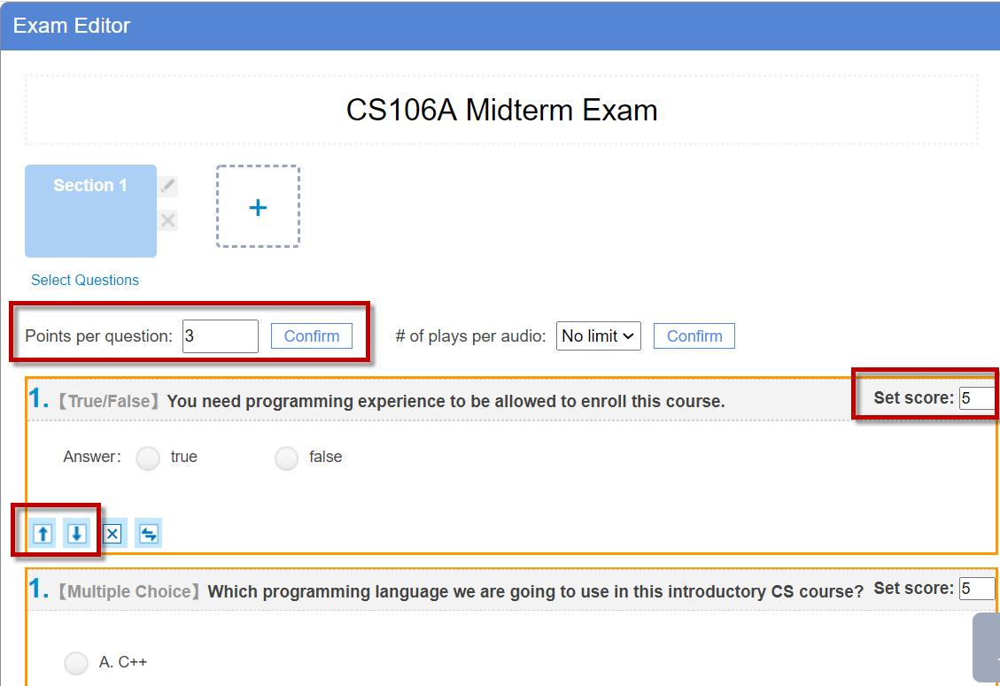 Exam Editor
CS106A Midterm Exam
Section 1
+
Select Questions
Points per question: 3 Confirm # of plays per audio: No limit Confirm
1.【True/False】You need programming experience to be allowed to enroll this course. Set score: 5
Answer: true false
1.【Multiple Choice】Which programming language we are going to use in this introductory CS course? Set score: 5
A. C++